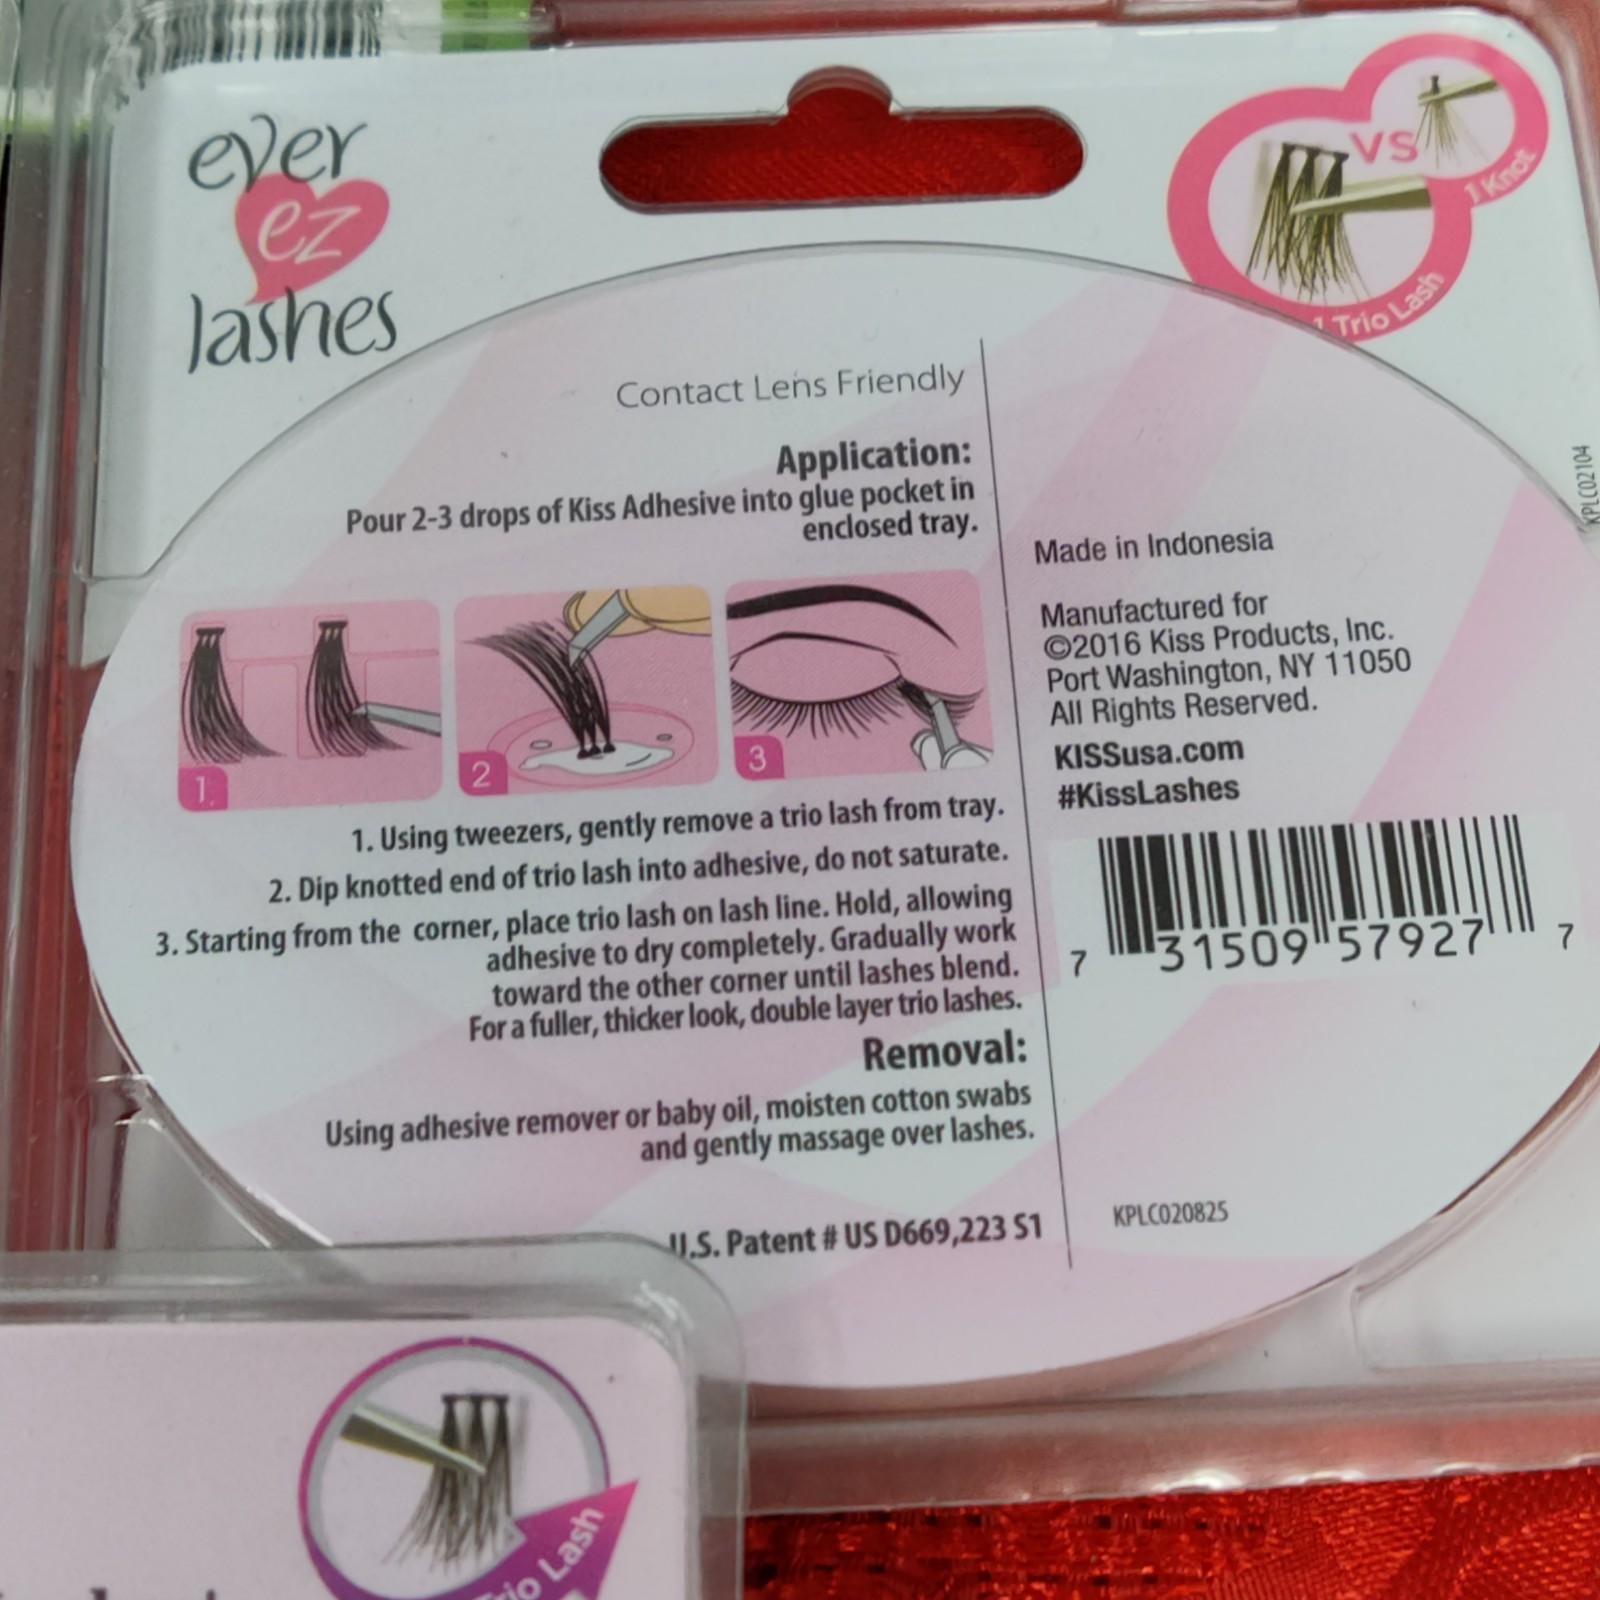 ever
ez
lashes
VS
1 Knot
1 Trio Lash
Contact Lens Friendly
Application:
Pour 2-3 drops of Kiss Adhesive into glue pocket in
enclosed tray.
1.
2
3
1. Using tweezers, gently remove a trio lash from tray.
2. Dip knotted end of trio lash into adhesive, do not saturate.
3. Starting from the corner, place trio lash on lash line. Hold, allowing
adhesive to dry completely. Gradually work
toward the other corner until lashes blend.
For a fuller, thicker look, double layer trio lashes.
Removal:
Using adhesive remover or baby oil, moisten cotton swabs
and gently massage over lashes.
U.S. Patent # US D669,223 S1
Made in Indonesia
Manufactured for
©2016 Kiss Products, Inc.
Port Washington, NY 11050
All Rights Reserved.
KISSusa.com
#KissLashes
7 31509 57927 7
KPLC020825
KPLC02104
Trio Lash